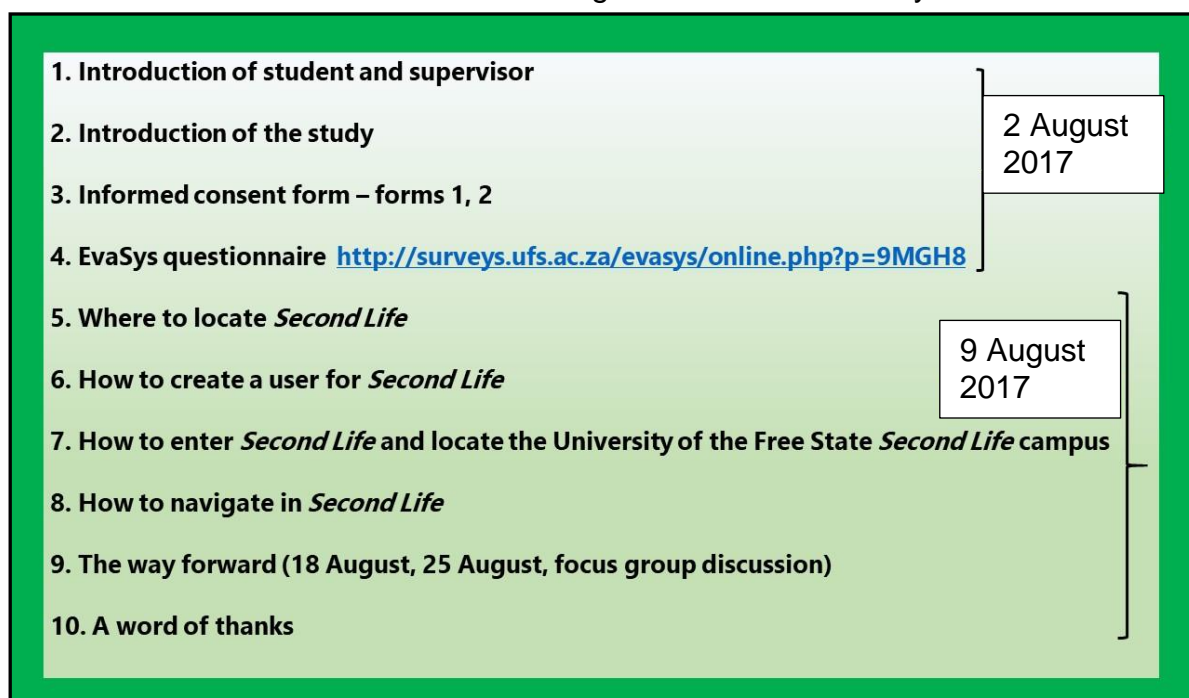 1. Introduction of student and supervisor
2. Introduction of the study
2 August
2017
3. Informed consent form – forms 1, 2
4. EvaSys questionnaire http://surveys.ufs.ac.za/evasys/online.php?p=9MGH8
5. Where to locate Second Life
9 August
2017
6. How to create a user for Second Life
7. How to enter Second Life and locate the University of the Free State Second Life campus
8. How to navigate in Second Life
9. The way forward (18 August, 25 August, focus group discussion)
10. A word of thanks